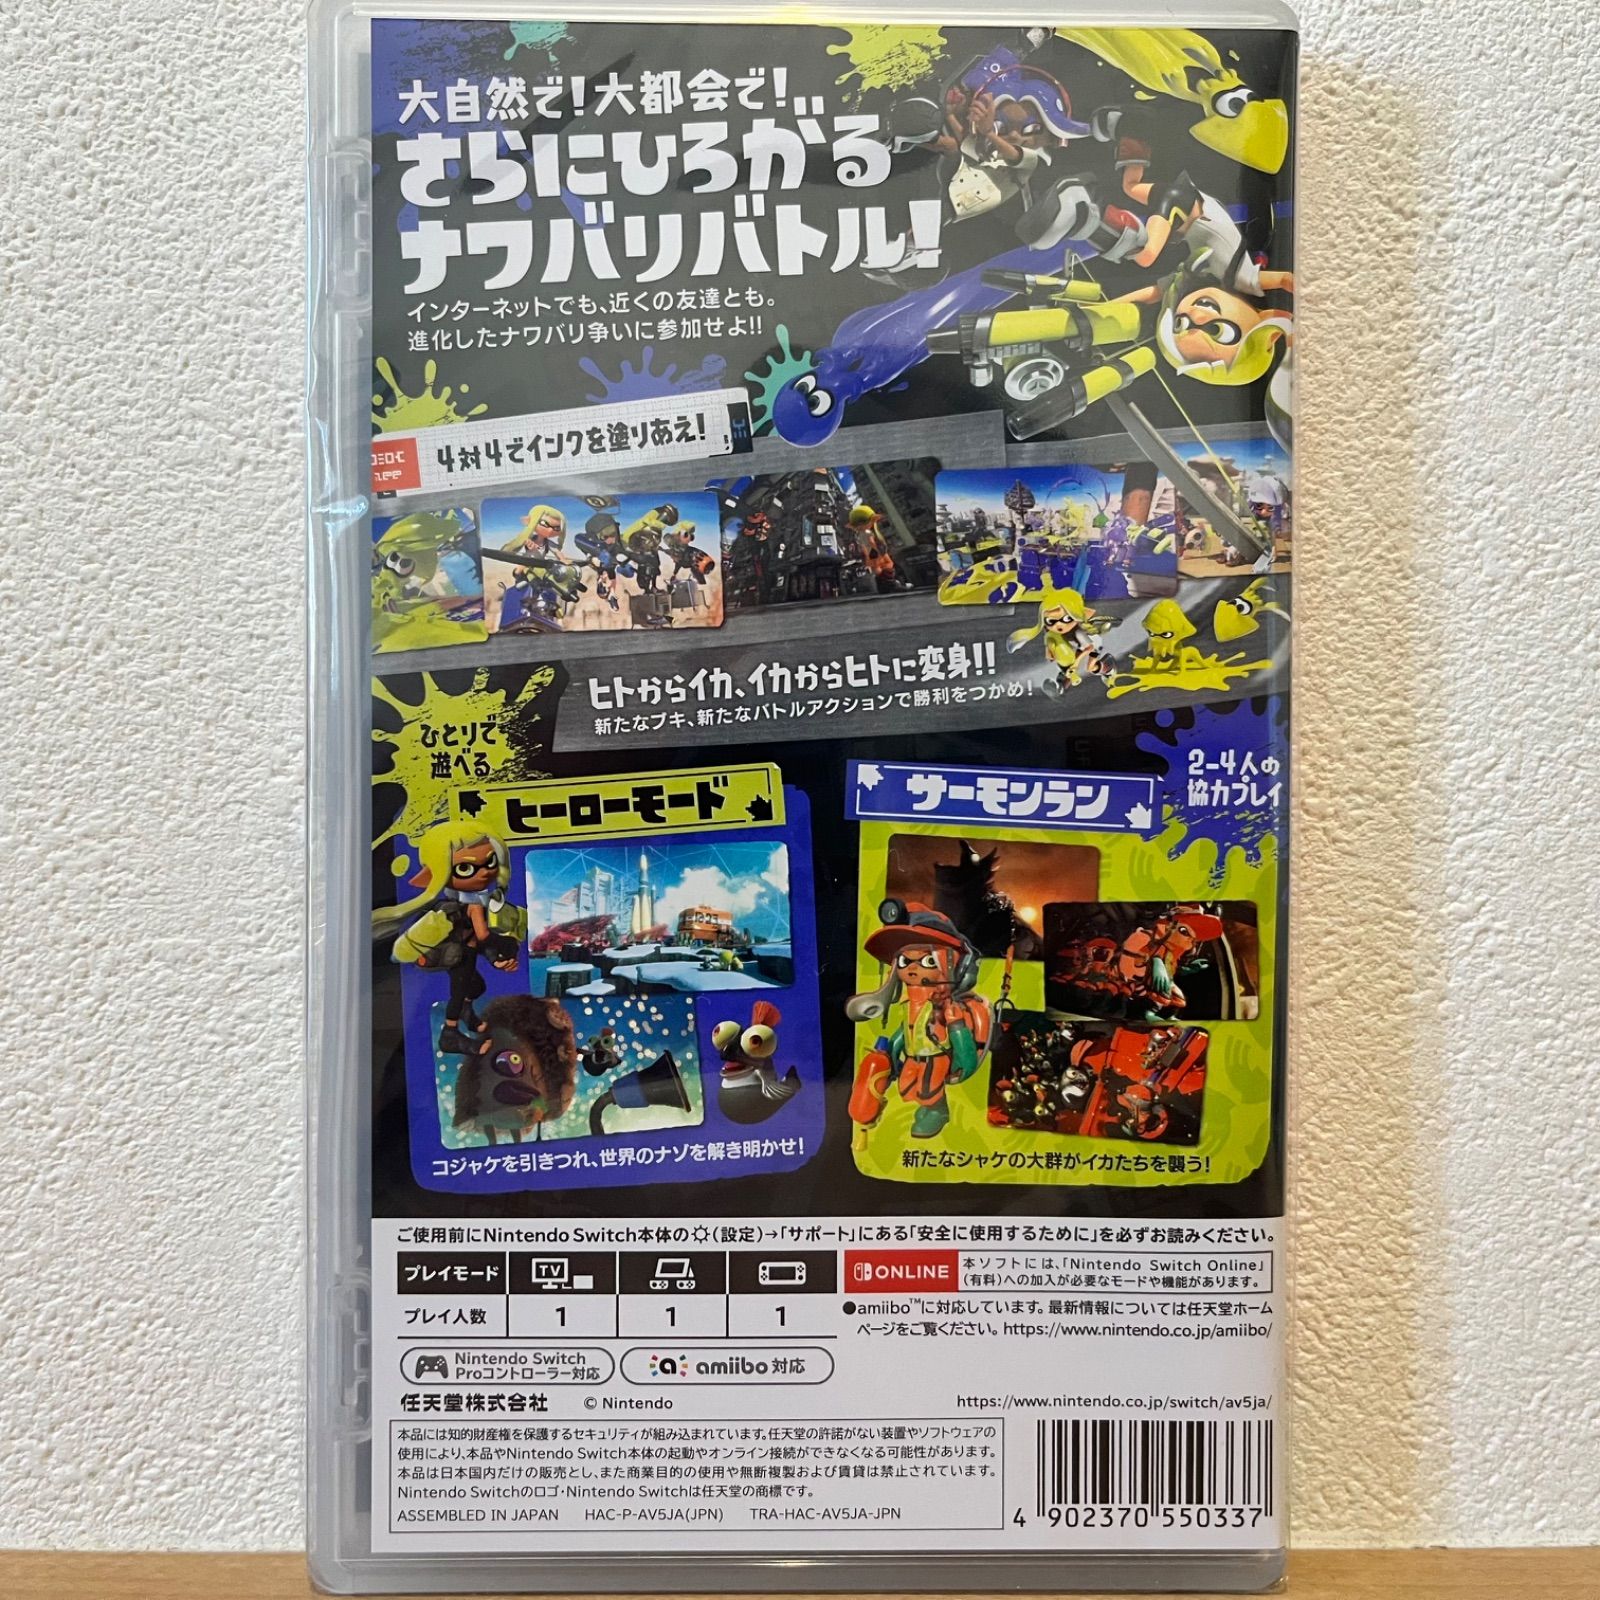 大自然で!大都会で!
さらにひろがる
ナワバリバトル!
インターネットでも、近くの友達とも。
進化したナワバリ争いに参加せよ!!
4対4でインクを塗りあえ!
ヒトからイカ、イカからヒトに変身!!
新たなブキ、新たなバトルアクションで勝利をつかめ!
ひとりで
遊べる
ヒーローモード
コジャケを引きつれ、世界のナゾを解き明かせ!
2-4人の
協力プレイ
サーモンラン
新たなシャケの大群がイカたちを襲う!
ご使用前にNintendo Switch本体の(設定)→「サポート」にある「安全に使用するために」を必ずお読みください。
プレイモード TV
プレイ人数 1 1 1
ONLINE
本ソフトには、「Nintendo Switch Online」
(有料)への加入が必要なモードや機能があります。
●amiibo™に対応しています。最新情報については任天堂ホーム
ページをご覧ください。https://www.nintendo.co.jp/amiibo/
Nintendo Switch
Proコントローラー対応
amiibo 対応
任天堂株式会社 © Nintendo https://www.nintendo.co.jp/switch/av5ja/
本品には知的財産権を保護するセキュリティが組み込まれています。任天堂の許諾がない装置やソフトウェアの
使用により、本品やNintendo Switch本体の起動やオンライン接続ができなくなる可能性があります。
本品は日本国内だけの販売とし、また商業目的の使用や無断複製および賃貸は禁止されています。
Nintendo Switchのロゴ・Nintendo Switchは任天堂の商標です。
ASSEMBLED IN JAPAN HAC-P-AV5JA(JPN) TRA-HAC-AV5JA-JPN
4 902370 550337